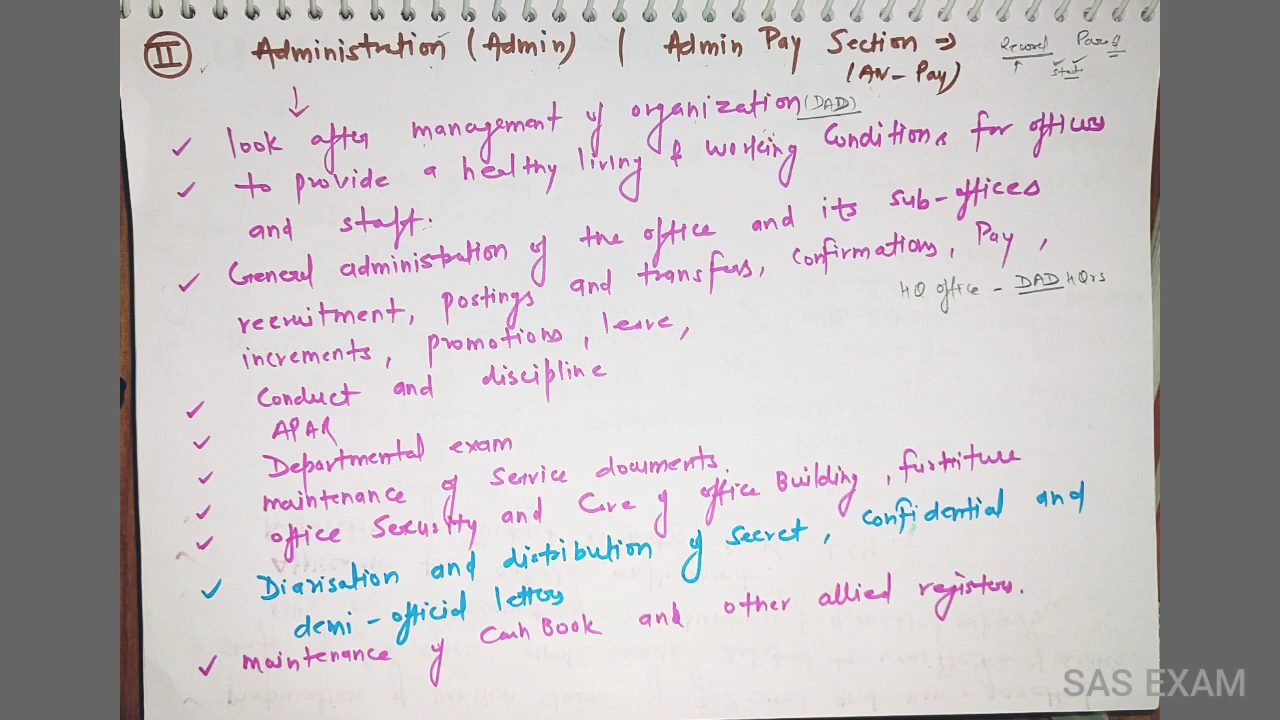 II Administration (Admin) | Admin Pay Section ⇒
(AN-Pay)
Record
↓
✓ look after management of organization (DAD)
✓ to provide a healthy living & working conditions for officers
and staff.
✓ General administration of the office and its sub-offices
recruitment, postings and transfers, confirmations, Pay,
HQ office - DAD HQrs
increments, promotions, leave,
✓ Conduct and discipline
✓ APAR
✓ Departmental exam
✓ maintenance of service documents.
✓ office Security and Care of office Building, furniture
✓ Diarisation and distribution of secret, confidential and
demi-official letters
✓ maintenance of Cash Book and other allied registers.
SAS EXAM